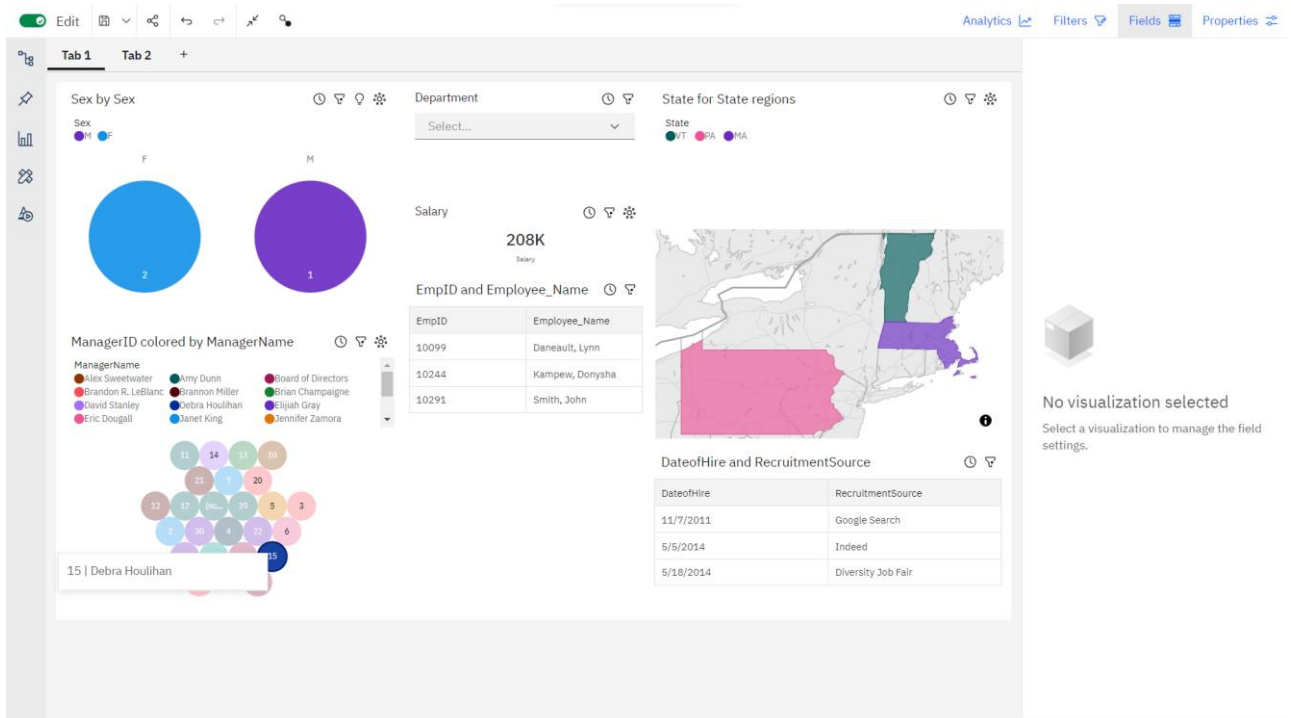 Edit
Analytics
Filters
Fields
Properties
Tab 1
Tab 2
+
Sex by Sex
Sex
M
F
F
M
2
1
Department
Select...
State for State regions
State
VT
PA
MA
Salary
208K
Salary
EmpID and Employee_Name
EmpID Employee_Name
10099 Daneault, Lynn
10244 Kampew, Donysha
10291 Smith, John
ManagerID colored by ManagerName
ManagerName
Alex Sweetwater Amy Dunn Board of Directors
Brandon R. LeBlanc Brannon Miller Brian Champaigne
David Stanley Debra Houlihan Elijah Gray
Eric Dougall Janet King Jennifer Zamora
11 14 13 10
21 7 20
12 17 39 5 3
2 30 4 22 6
15
15 | Debra Houlihan
DateofHire and RecruitmentSource
DateofHire RecruitmentSource
11/7/2011 Google Search
5/5/2014 Indeed
5/18/2014 Diversity Job Fair
No visualization selected
Select a visualization to manage the field
settings.